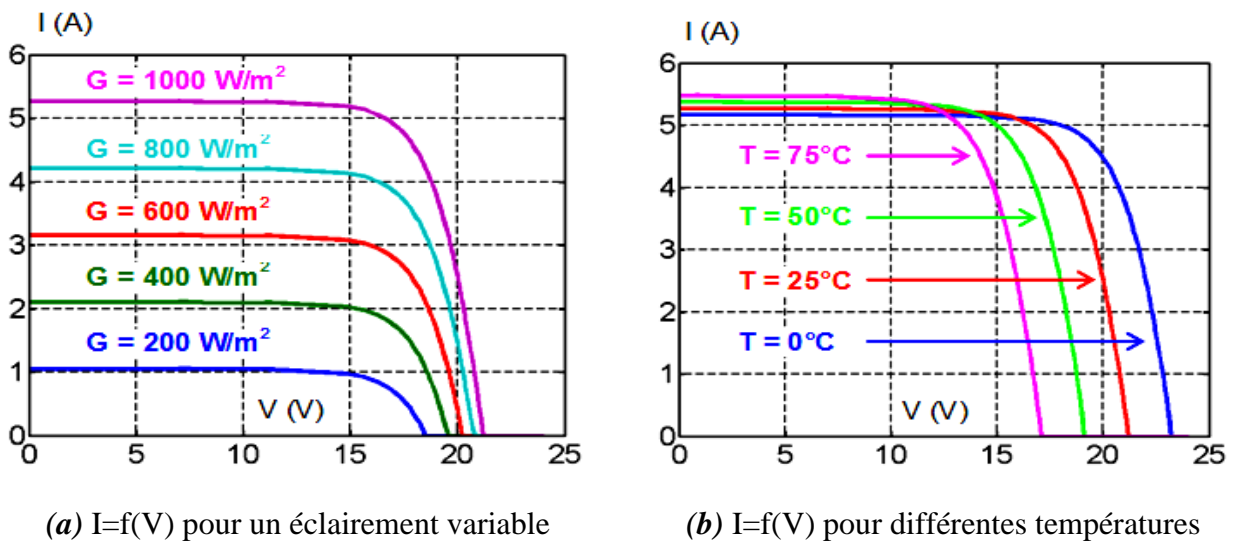 I (A)
6
5
4
3
2
1
0
G = 1000 W/m²
G = 800 W/m²
G = 600 W/m²
G = 400 W/m²
G = 200 W/m²
V (V)
0 5 10 15 20 25
(a) I=f(V) pour un éclairement variable
I (A)
6
5
4
3
2
1
0
T = 75°C
T = 50°C
T = 25°C
T = 0°C
V (V)
0 5 10 15 20 25
(b) I=f(V) pour différentes températures